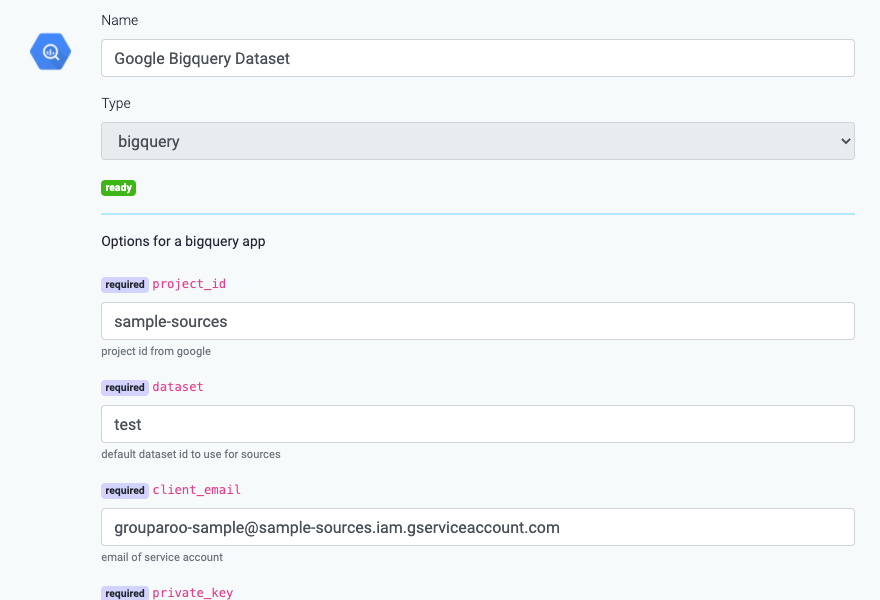 Name
Google Bigquery Dataset
Type
bigquery
ready
Options for a bigquery app
required project_id
sample-sources
project id from google
required dataset
test
default dataset id to use for sources
required client_email
grouparoo-sample@sample-sources.iam.gserviceaccount.com
email of service account
required private_key